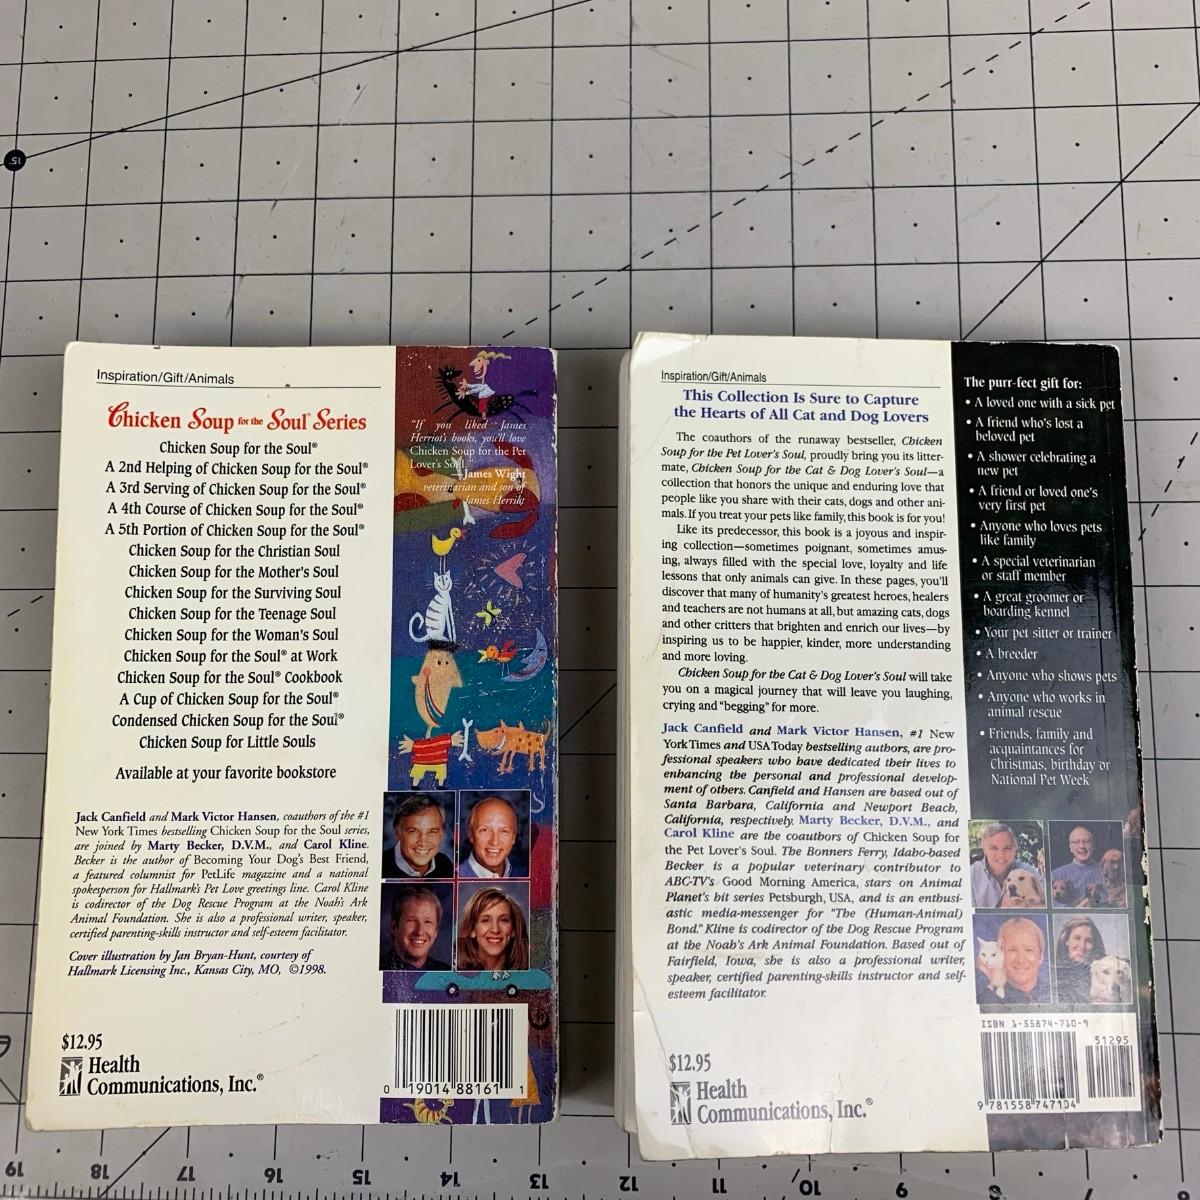 Inspiration/Gift/Animals
Chicken Soup for the Soul® Series
Chicken Soup for the Soul®
A 2nd Helping of Chicken Soup for the Soul®
A 3rd Serving of Chicken Soup for the Soul®
A 4th Course of Chicken Soup for the Soul®
A 5th Portion of Chicken Soup for the Soul®
Chicken Soup for the Christian Soul
Chicken Soup for the Mother's Soul
Chicken Soup for the Surviving Soul
Chicken Soup for the Teenage Soul
Chicken Soup for the Woman's Soul
Chicken Soup for the Soul® at Work
Chicken Soup for the Soul® Cookbook
A Cup of Chicken Soup for the Soul®
Condensed Chicken Soup for the Soul®
Chicken Soup for Little Souls
Available at your favorite bookstore
Jack Canfield and Mark Victor Hansen, coauthors of the #1
New York Times bestselling Chicken Soup for the Soul series,
are joined by Marty Becker, D.V.M., and Carol Kline.
Becker is the author of Becoming Your Dog's Best Friend,
a featured columnist for PetLife magazine and a national
spokesperson for Hallmark's Pet Love greetings line. Carol Kline
is codirector of the Dog Rescue Program at the Noah's Ark
Animal Foundation. She is also a professional writer, speaker,
certified parenting-skills instructor and self-esteem facilitator.
Cover illustration by Jan Bryan-Hunt, courtesy of
Hallmark Licensing Inc., Kansas City, MO, ©1998.
$12.95
Health
Communications, Inc.®
"If you liked James
Herriot's books, you'll love
Chicken Soup for the Pet
Lover's Soul."
James Wight
veterinarian and son of
James Herriot
0 19014 88161 1
Inspiration/Gift/Animals
This Collection Is Sure to Capture
the Hearts of All Cat and Dog Lovers
The coauthors of the runaway bestseller, Chicken
Soup for the Pet Lover's Soul, proudly bring you its litter-
mate, Chicken Soup for the Cat & Dog Lover's Soul—a
collection that honors the unique and enduring love that
people like you share with their cats, dogs and other ani-
mals. If you treat your pets like family, this book is for you!
Like its predecessor, this book is a joyous and inspir-
ing collection—sometimes poignant, sometimes amus-
ing, always filled with the special love, loyalty and life
lessons that only animals can give. In these pages, you'll
discover that many of humanity's greatest heroes, healers
and teachers are not humans at all, but amazing cats, dogs
and other critters that brighten and enrich our lives—by
inspiring us to be happier, kinder, more understanding
and more loving.
Chicken Soup for the Cat & Dog Lover's Soul will take
you on a magical journey that will leave you laughing,
crying and "begging" for more.
Jack Canfield and Mark Victor Hansen, #1 New
York Times and USA Today bestselling authors, are pro-
fessional speakers who have dedicated their lives to
enhancing the personal and professional develop-
ment of others. Canfield and Hansen are based out of
Santa Barbara, California and Newport Beach,
California, respectively. Marty Becker, D.V.M., and
Carol Kline are the coauthors of Chicken Soup for
the Pet Lover's Soul. The Bonners Ferry, Idaho-based
Becker is a popular veterinary contributor to
ABC-TV's Good Morning America, stars on Animal
Planet's hit series Petsburgh, USA, and is an enthusi-
astic media-messenger for "The (Human-Animal)
Bond." Kline is codirector of the Dog Rescue Program
at the Noah's Ark Animal Foundation. Based out of
Fairfield, Iowa, she is also a professional writer,
speaker, certified parenting-skills instructor and self-
esteem facilitator.
$12.95
Health
Communications, Inc.®
The purr-fect gift for:
• A loved one with a sick pet
• A friend who's lost a
beloved pet
• A shower celebrating a
new pet
• A friend or loved one's
very first pet
• Anyone who loves pets
like family
• A special veterinarian
or staff member
• A great groomer or
boarding kennel
• Your pet sitter or trainer
• A breeder
• Anyone who shows pets
• Anyone who works in
animal rescue
• Friends, family and
acquaintances for
Christmas, birthday or
National Pet Week
ISBN 1-55874-710-9
51295
9 781558 747104
15
19 18 17 16 15 14 13 12 11 10 9 8 7